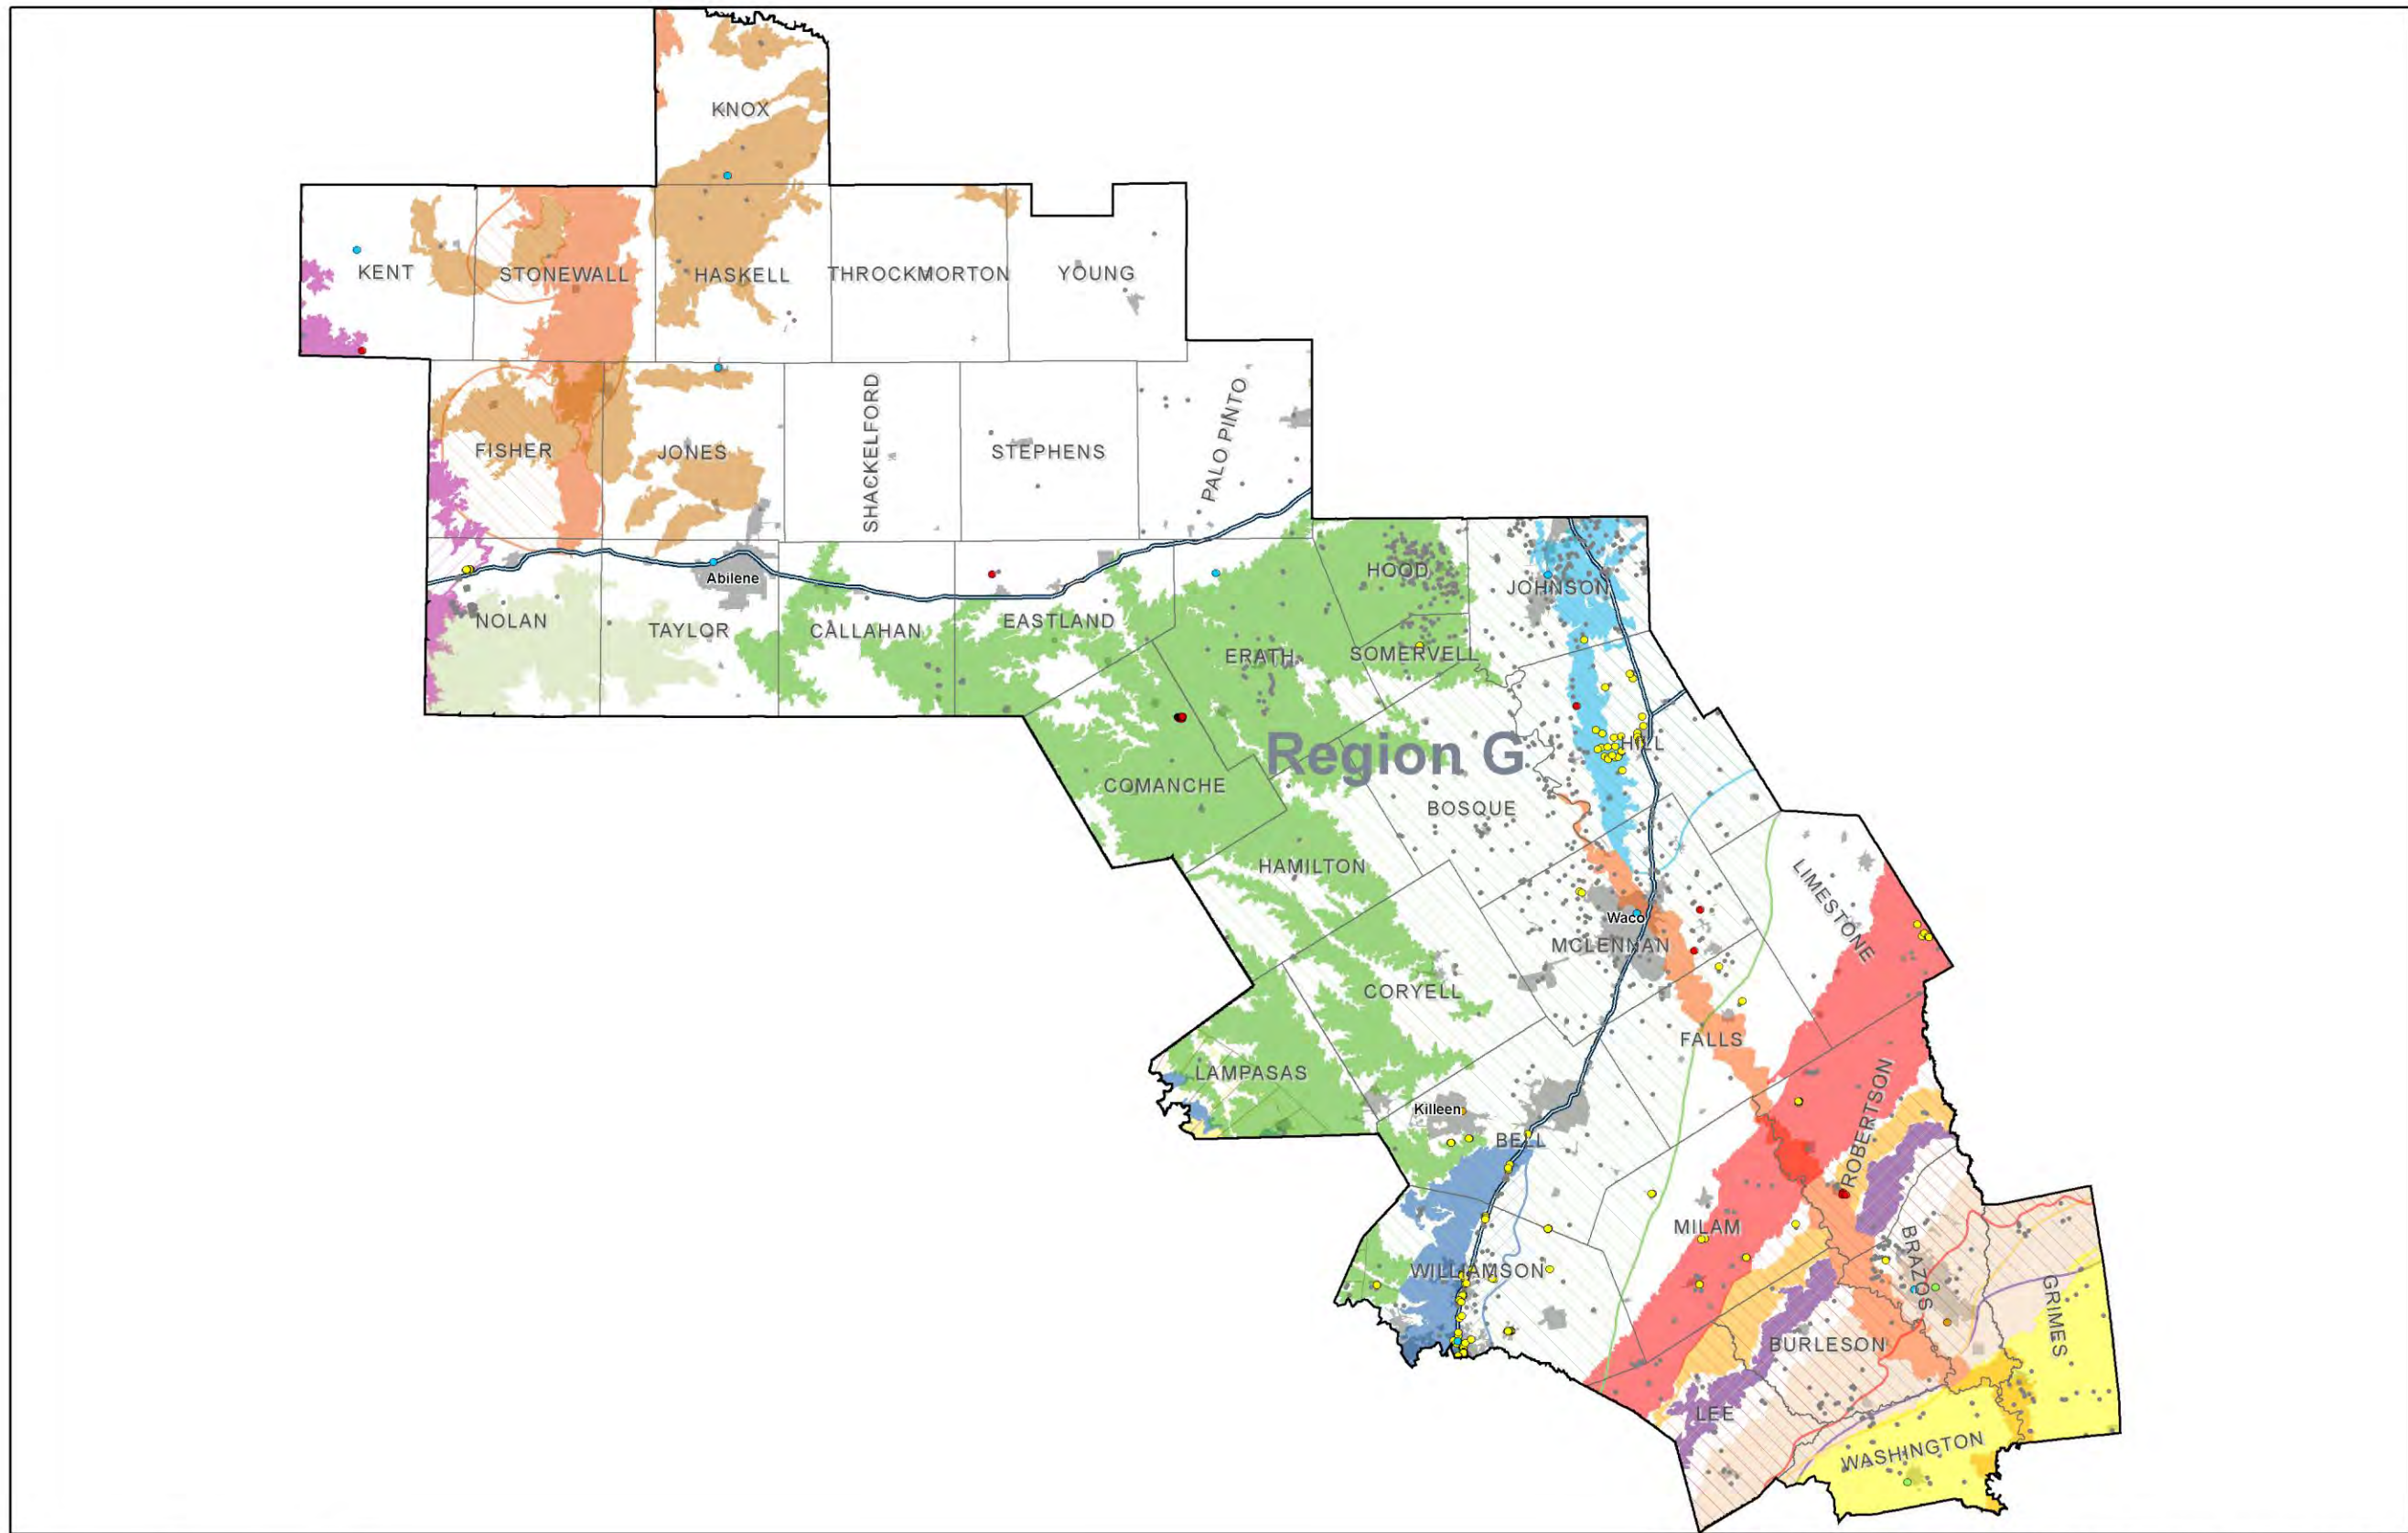 KNOX
KENT
STONEWALL
HASKELL
THROCKMORTON
YOUNG
FISHER
JONES
SHACKELFORD
STEPHENS
PALO PINTO
Abilene
NOLAN
TAYLOR
CALLAHAN
EASTLAND
HOOD
JOHNSON
ERATH
SOMERVELL
Region G
HILL
COMANCHE
BOSQUE
HAMILTON
LIMESTONE
Waco
MCLENNAN
CORYELL
FALLS
LAMPASAS
Killeen
BELL
ROBERTSON
MILAM
WILLIAMSON
BRAZOS
GRIMES
BURLESON
LEE
WASHINGTON